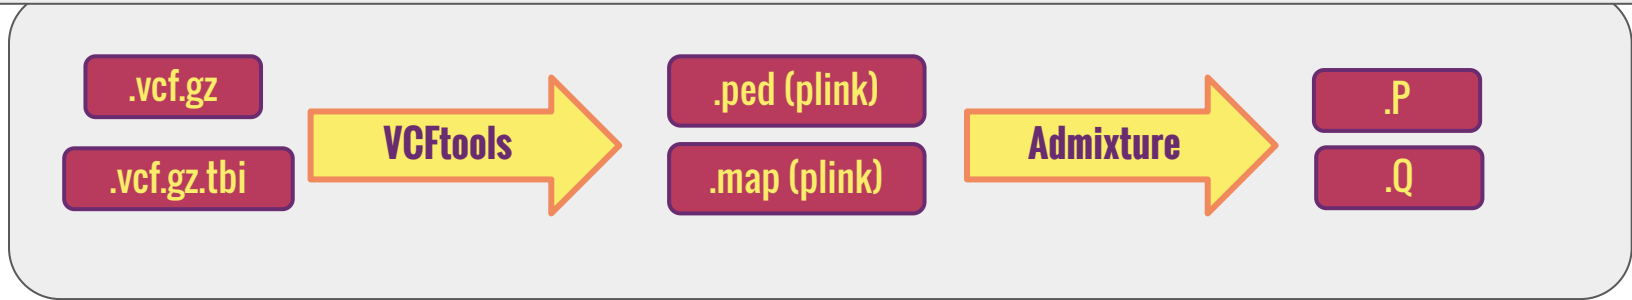 .vcf.gz
.vcf.gz.tbi
VCFtools
.ped (plink)
.map (plink)
Admixture
.P
.Q